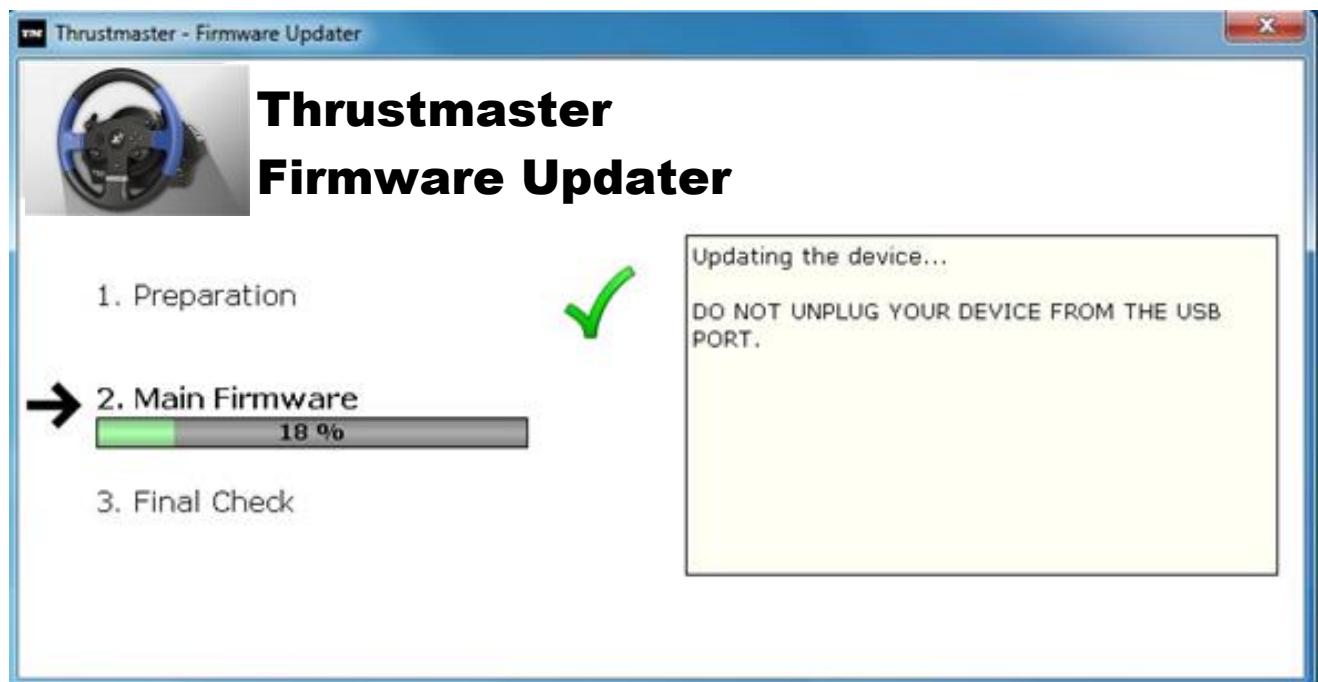 Thrustmaster - Firmware Updater
Thrustmaster
Firmware Updater
1. Preparation
2. Main Firmware
18 %
3. Final Check
Updating the device...
DO NOT UNPLUG YOUR DEVICE FROM THE USB
PORT.